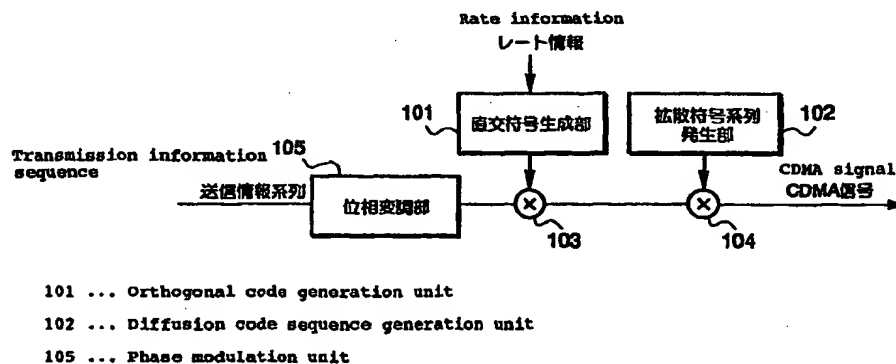 Rate information
レート情報
101
直交符号生成部
拡散符号系列
発生部
102
Transmission information
sequence
105
送信情報系列
位相変調部
103
104
CDMA signal
CDMA信号
101 ... Orthogonal code generation unit
102 ... Diffusion code sequence generation unit
105 ... Phase modulation unit